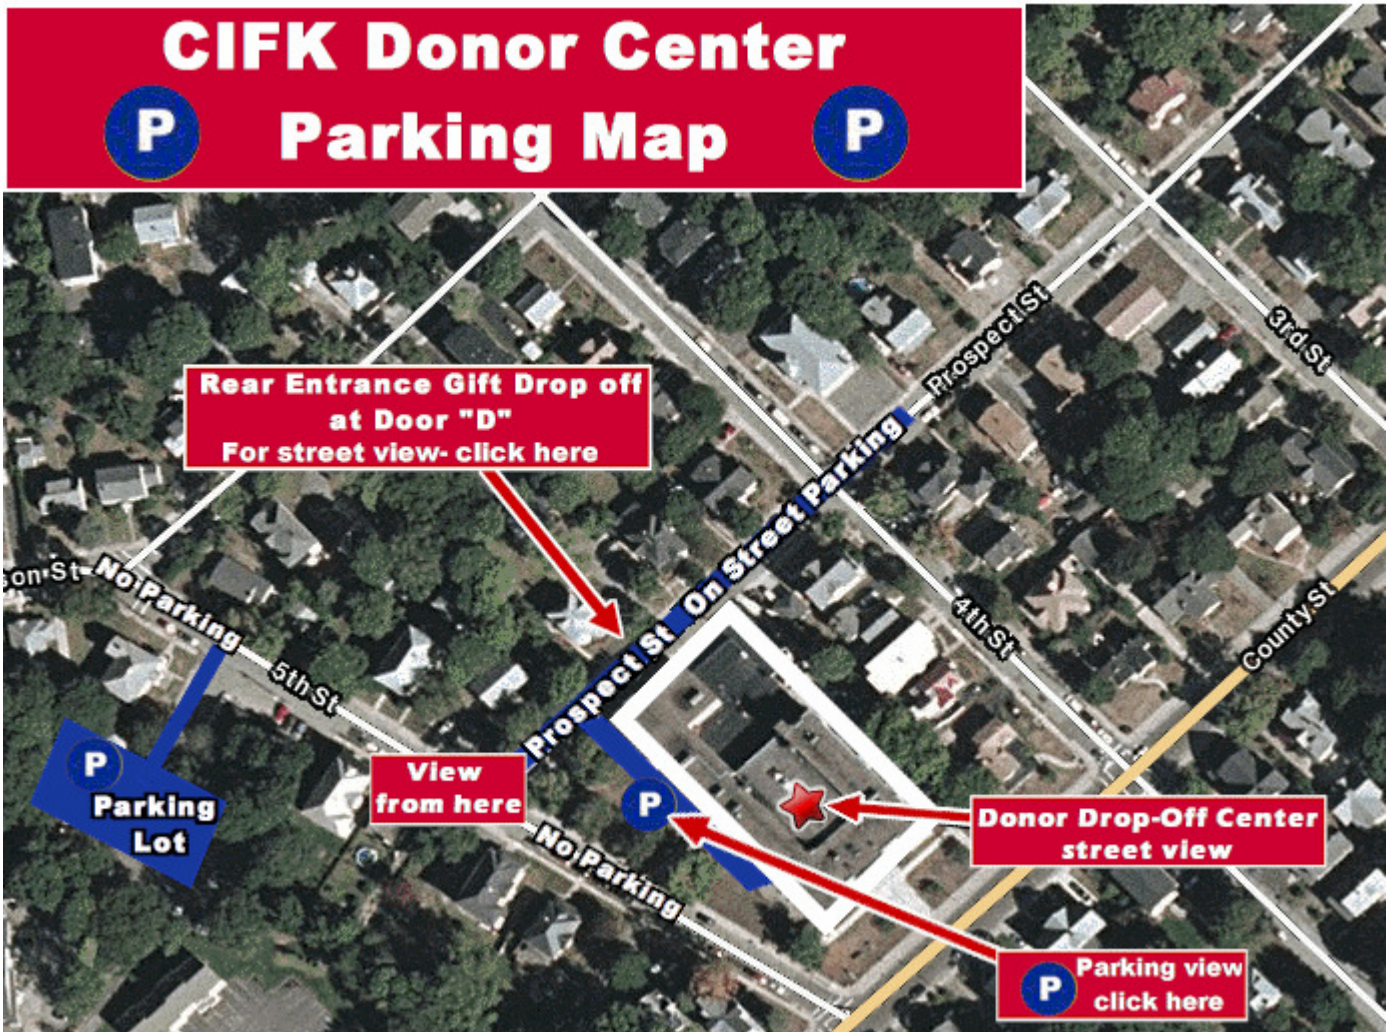 CIFK Donor Center
P Parking Map P
Prospect St
3rd St
Rear Entrance Gift Drop off
at Door "D"
For street view- click here
On Street Parking
son St
No Parking
4th St
County St
5th St
Prospect St
P
Parking
Lot
View
from here
P
Donor Drop-Off Center
street view
No Parking
P Parking view
click here